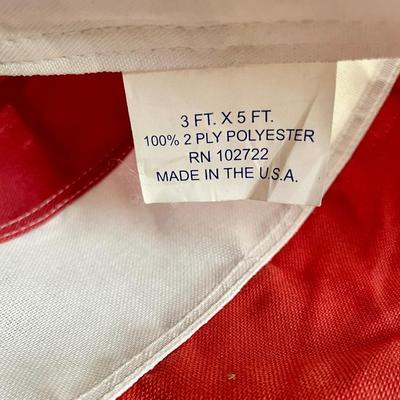 3 FT. X 5 FT.
100% 2 PLY POLYESTER
RN 102722
MADE IN THE U.S.A.